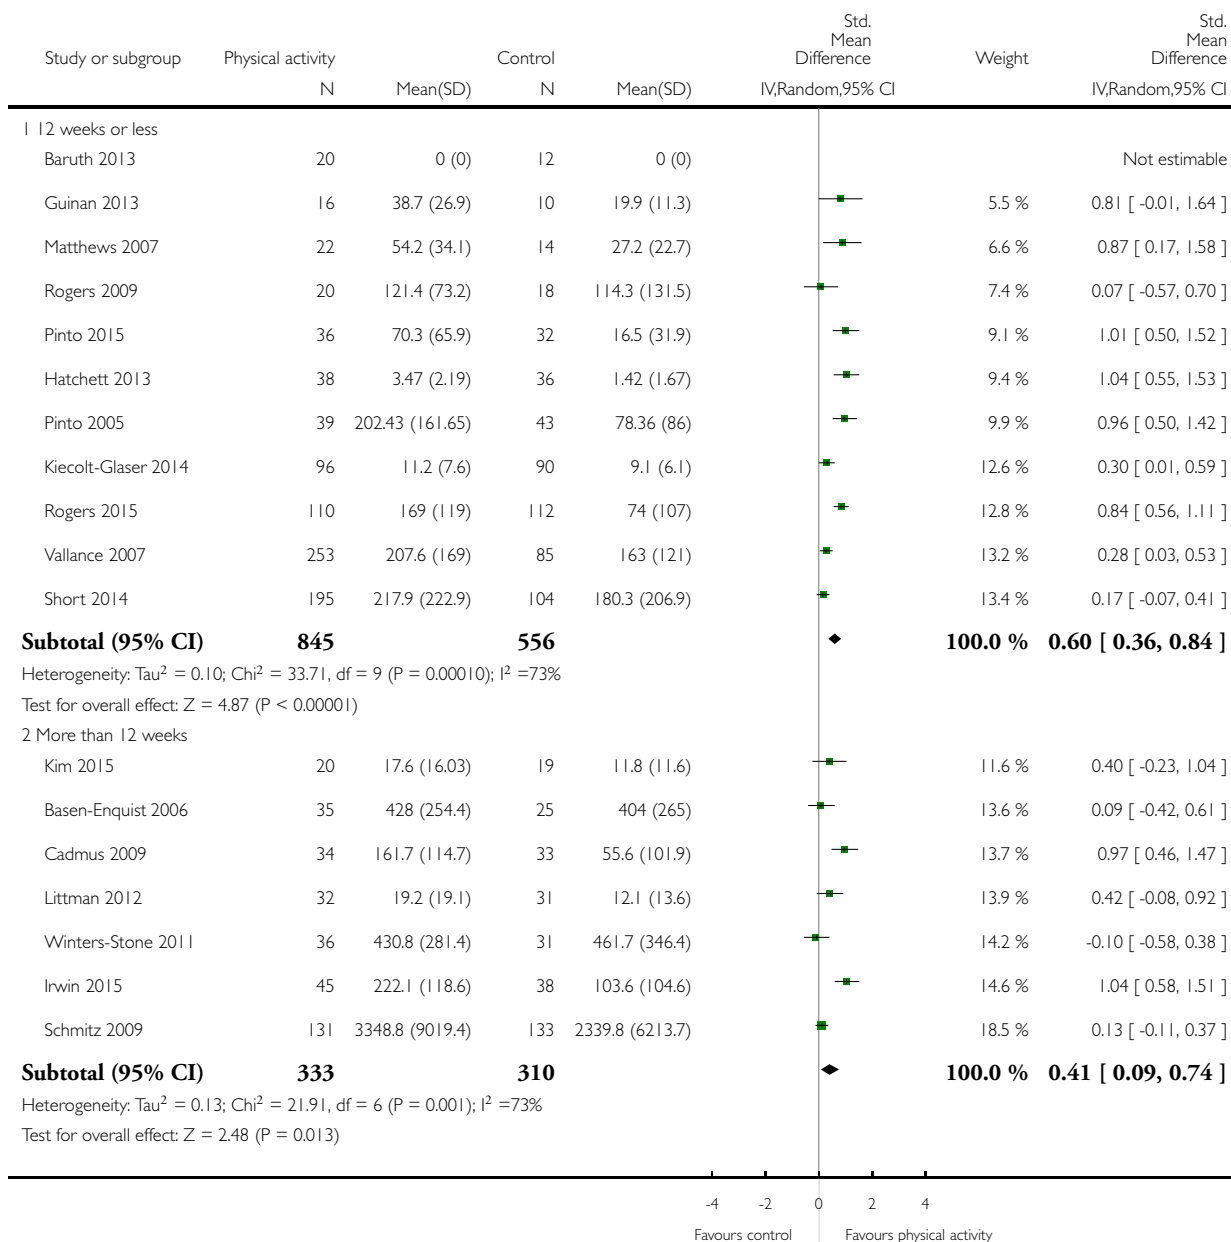 Study or subgroup Physical activity Control Std. Mean Difference Weight Std. Mean Difference
N Mean(SD) N Mean(SD) IV,Random,95% CI IV,Random,95% CI
1 12 weeks or less
Baruth 2013 20 0 (0) 12 0 (0) Not estimable
Guinan 2013 16 38.7 (26.9) 10 19.9 (11.3) 5.5 % 0.81 [ -0.01, 1.64 ]
Matthews 2007 22 54.2 (34.1) 14 27.2 (22.7) 6.6 % 0.87 [ 0.17, 1.58 ]
Rogers 2009 20 121.4 (73.2) 18 114.3 (131.5) 7.4 % 0.07 [ -0.57, 0.70 ]
Pinto 2015 36 70.3 (65.9) 32 16.5 (31.9) 9.1 % 1.01 [ 0.50, 1.52 ]
Hatchett 2013 38 3.47 (2.19) 36 1.42 (1.67) 9.4 % 1.04 [ 0.55, 1.53 ]
Pinto 2005 39 202.43 (161.65) 43 78.36 (86) 9.9 % 0.96 [ 0.50, 1.42 ]
Kiecolt-Glaser 2014 96 11.2 (7.6) 90 9.1 (6.1) 12.6 % 0.30 [ 0.01, 0.59 ]
Rogers 2015 110 169 (119) 112 74 (107) 12.8 % 0.84 [ 0.56, 1.11 ]
Vallance 2007 253 207.6 (169) 85 163 (121) 13.2 % 0.28 [ 0.03, 0.53 ]
Short 2014 195 217.9 (222.9) 104 180.3 (206.9) 13.4 % 0.17 [ -0.07, 0.41 ]
Subtotal (95% CI) 845 556 100.0 % 0.60 [ 0.36, 0.84 ]
Heterogeneity: Tau² = 0.10; Chi² = 33.71, df = 9 (P = 0.00010); I² =73%
Test for overall effect: Z = 4.87 (P < 0.00001)
2 More than 12 weeks
Kim 2015 20 17.6 (16.03) 19 11.8 (11.6) 11.6 % 0.40 [ -0.23, 1.04 ]
Basen-Enquist 2006 35 428 (254.4) 25 404 (265) 13.6 % 0.09 [ -0.42, 0.61 ]
Cadmus 2009 34 161.7 (114.7) 33 55.6 (101.9) 13.7 % 0.97 [ 0.46, 1.47 ]
Littman 2012 32 19.2 (19.1) 31 12.1 (13.6) 13.9 % 0.42 [ -0.08, 0.92 ]
Winters-Stone 2011 36 430.8 (281.4) 31 461.7 (346.4) 14.2 % -0.10 [ -0.58, 0.38 ]
Irwin 2015 45 222.1 (118.6) 38 103.6 (104.6) 14.6 % 1.04 [ 0.58, 1.51 ]
Schmitz 2009 131 3348.8 (9019.4) 133 2339.8 (6213.7) 18.5 % 0.13 [ -0.11, 0.37 ]
Subtotal (95% CI) 333 310 100.0 % 0.41 [ 0.09, 0.74 ]
Heterogeneity: Tau² = 0.13; Chi² = 21.91, df = 6 (P = 0.001); I² =73%
Test for overall effect: Z = 2.48 (P = 0.013)
-4 -2 0 2 4
Favours control Favours physical activity